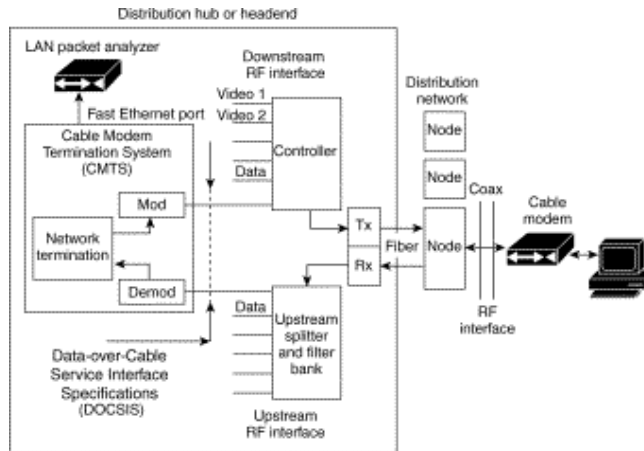 Distribution hub or headend
LAN packet analyzer
Downstream
RF interface
Distribution
network
Video 1
Video 2
Data
Fast Ethernet port
Cable Modem
Termination System
(CMTS)
Controller
Node
Node
Node
Mod
Network
termination
Demod
Tx
Rx
Fiber
Coax
Cable
modem
RF
interface
Data
Upstream
splitter
and filter
bank
Data-over-Cable
Service Interface
Specifications
(DOCSIS)
Upstream
RF interface